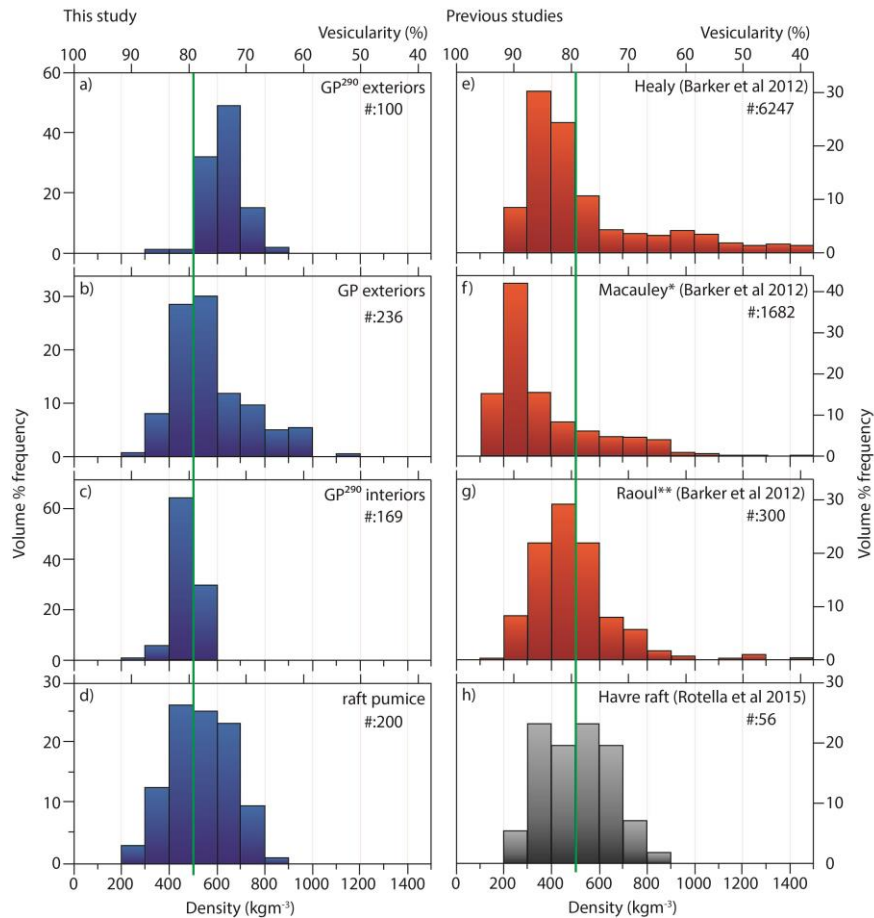 This study
Previous studies
Vesicularity (%)
Vesicularity (%)
100 90 80 70 60 50 40
100 90 80 70 60 50 40
a)
GP²⁹⁰ exteriors
#:100
60
40
20
0
e)
Healy (Barker et al 2012)
#:6247
30
20
10
0
b)
GP exteriors
#:236
30
20
10
0
f)
Macauley* (Barker et al 2012)
#:1682
40
30
20
10
0
c)
GP²⁹⁰ interiors
#:169
60
40
20
0
g)
Raoul** (Barker et al 2012)
#:300
30
20
10
0
d)
raft pumice
#:200
30
20
10
0
h)
Havre raft (Rotella et al 2015)
#:56
30
20
10
0
Volume % frequency
Volume % frequency
0 200 400 600 800 1000 1200 1400
0 200 400 600 800 1000 1200 1400
Density (kgm⁻³)
Density (kgm⁻³)